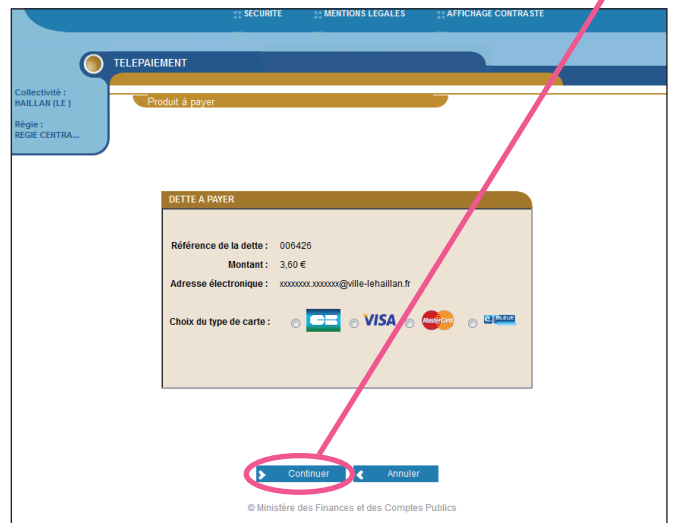 SECURITE MENTIONS LEGALES AFFICHAGE CONTRASTE
TELEPAIEMENT
Collectivité :
HAILLAN (LE )
Régie :
REGIE CENTRA...
Produit à payer
DETTE A PAYER
Référence de la dette : 006426
Montant : 3,60 €
Adresse électronique : xxxxxxxx.xxxxxxx@ville-lehaillan.fr
Choix du type de carte : CB VISA MasterCard e BLEUE
Continuer Annuler
© Ministère des Finances et des Comptes Publics